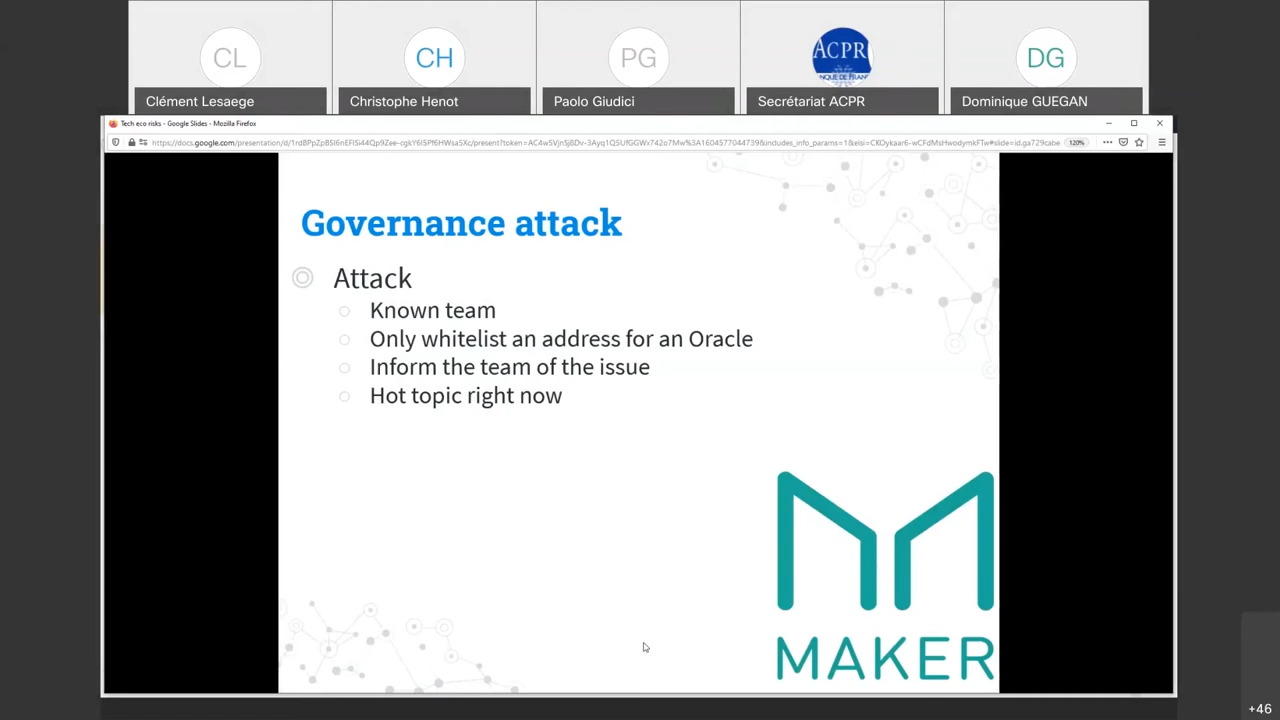 CL
CH
PG
ACPR
DG
Clément Lesaege
Christophe Henot
Paolo Giudici
Secrétariat ACPR
Dominique GUEGAN
Tech eco risks - Google Slides - Mozilla Firefox
120%
Governance attack
Attack
Known team
Only whitelist an address for an Oracle
Inform the team of the issue
Hot topic right now
MAKER
+46